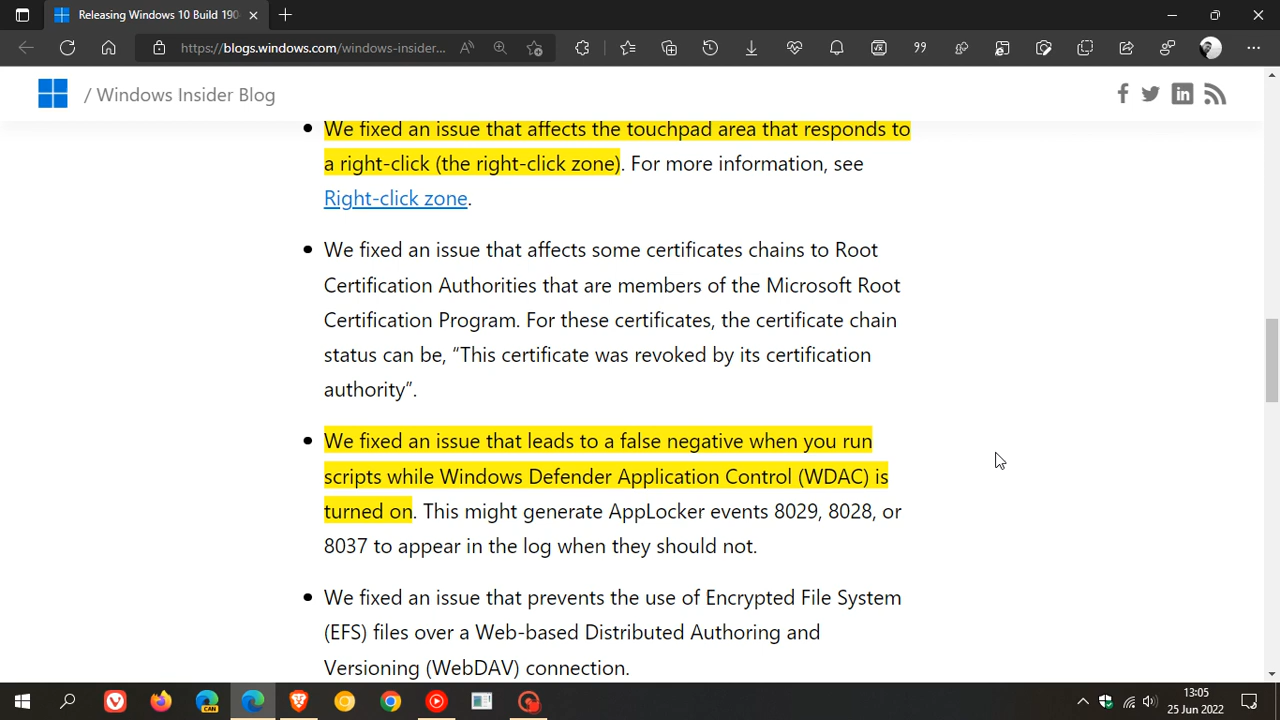 Releasing Windows 10 Build 190
https://blogs.windows.com/windows-insider...
/ Windows Insider Blog
We fixed an issue that affects the touchpad area that responds to
a right-click (the right-click zone). For more information, see
Right-click zone.
We fixed an issue that affects some certificates chains to Root
Certification Authorities that are members of the Microsoft Root
Certification Program. For these certificates, the certificate chain
status can be, “This certificate was revoked by its certification
authority”.
We fixed an issue that leads to a false negative when you run
scripts while Windows Defender Application Control (WDAC) is
turned on. This might generate AppLocker events 8029, 8028, or
8037 to appear in the log when they should not.
We fixed an issue that prevents the use of Encrypted File System
(EFS) files over a Web-based Distributed Authoring and
Versioning (WebDAV) connection.
CAN
13:05
25 Jun 2022